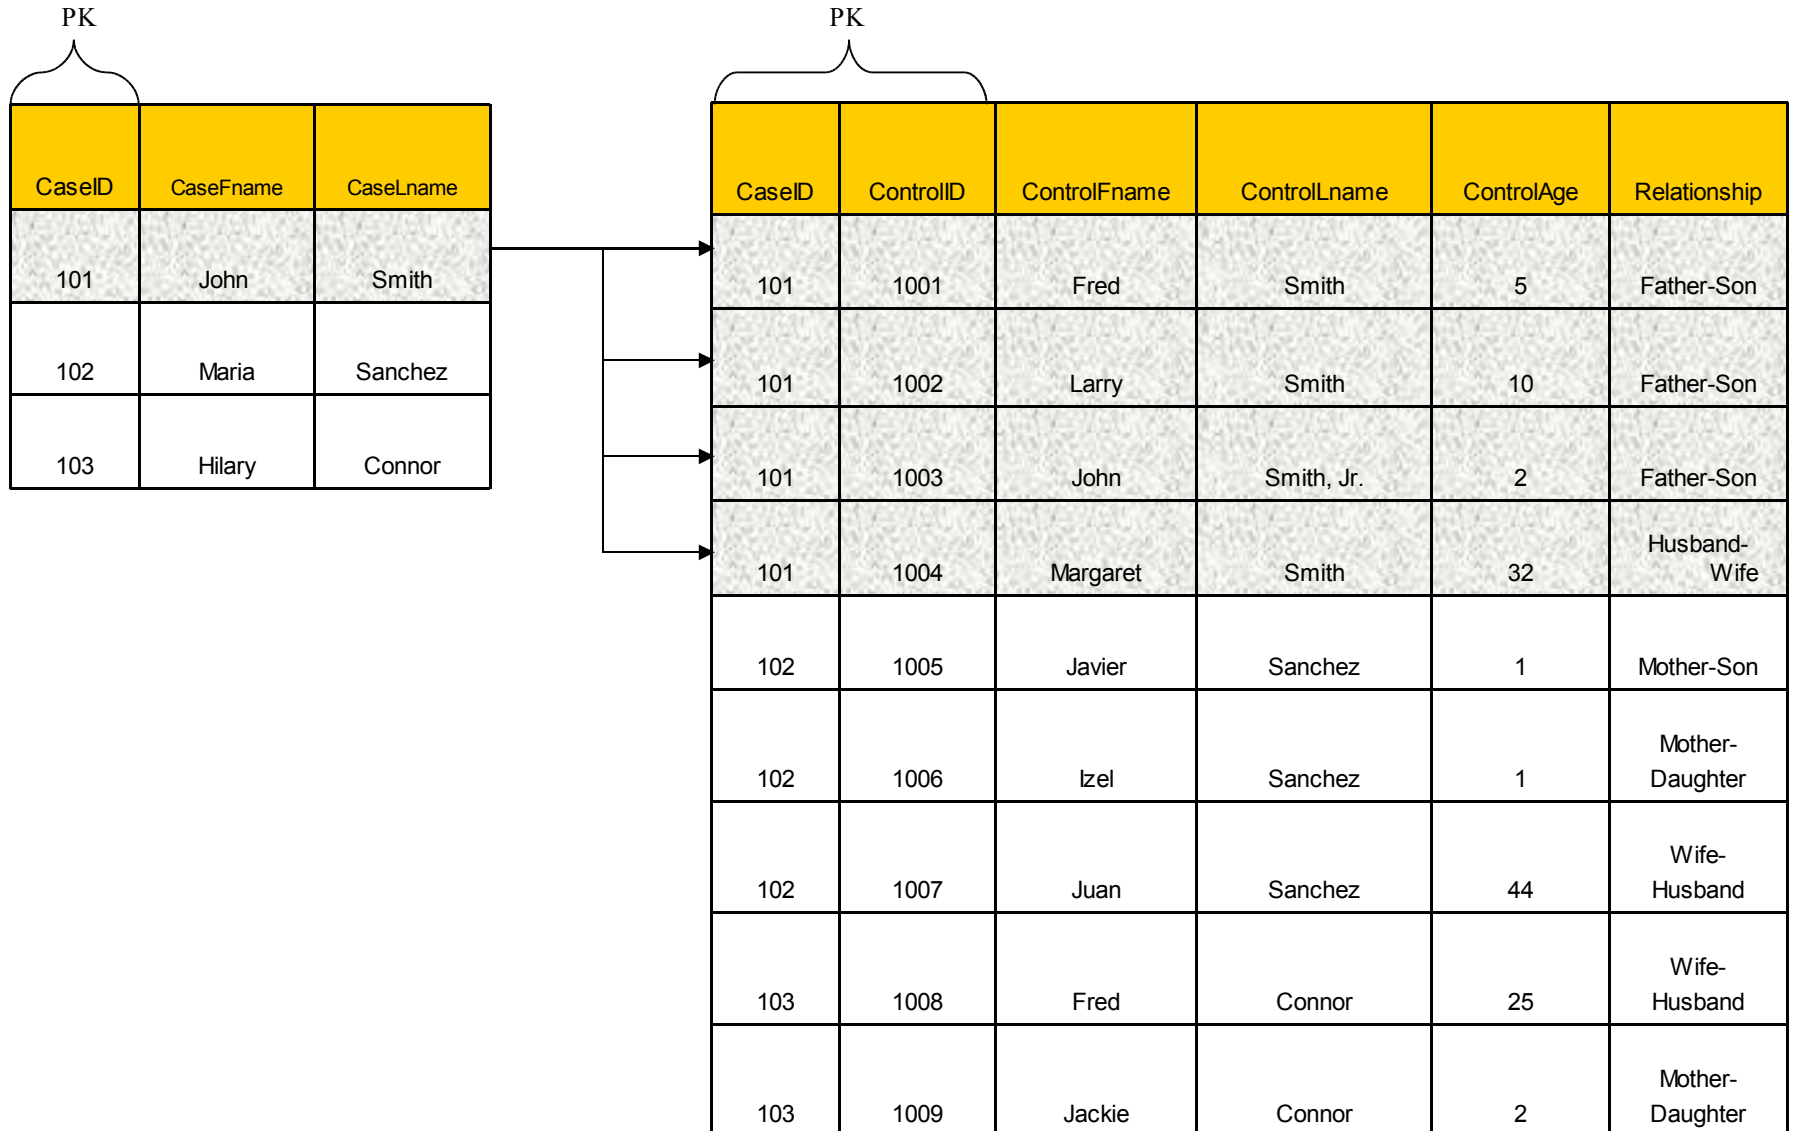 PK
CaseID CaseFname CaseLname
101 John Smith
102 Maria Sanchez
103 Hilary Connor
PK
CaseID ControlID ControlFname ControlLname ControlAge Relationship
101 1001 Fred Smith 5 Father-Son
101 1002 Larry Smith 10 Father-Son
101 1003 John Smith, Jr. 2 Father-Son
Husband-
101 1004 Margaret Smith 32 Wife
102 1005 Javier Sanchez 1 Mother-Son
Mother-
102 1006 Izel Sanchez 1 Daughter
Wife-
102 1007 Juan Sanchez 44 Husband
Wife-
103 1008 Fred Connor 25 Husband
Mother-
103 1009 Jackie Connor 2 Daughter